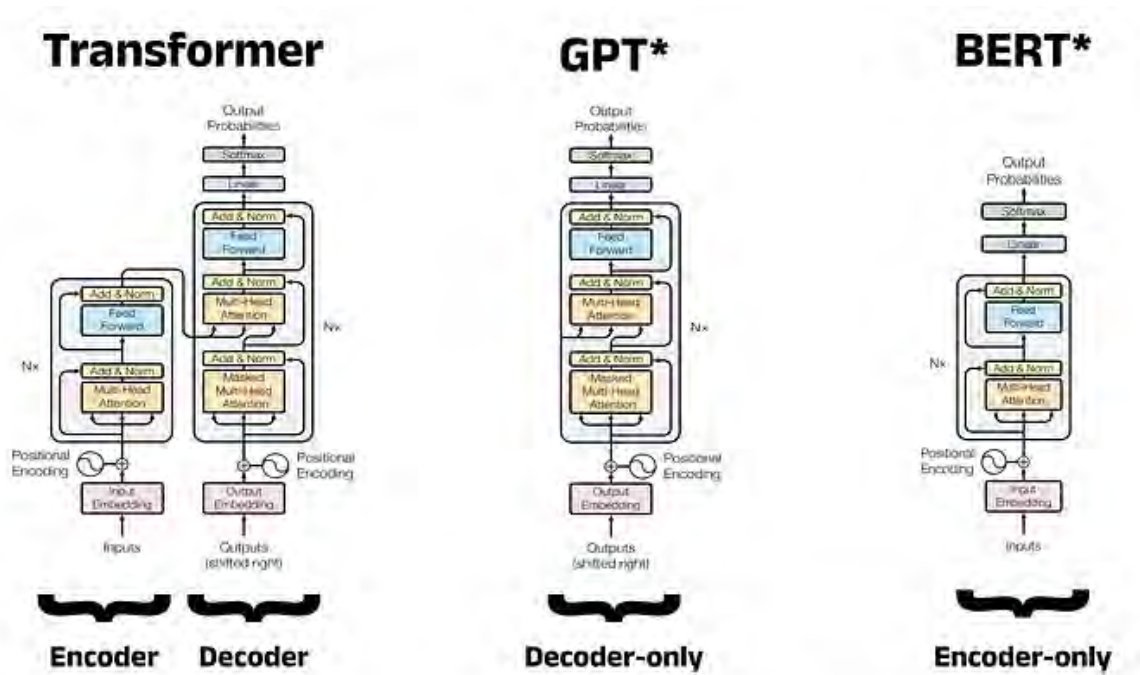 Transformer
Output
Probabilities
Softmax
Linear
Add & Norm
Feed
Forward
Add & Norm
Multi-Head
Attention
Nx
Add & Norm
Masked
Multi-Head
Attention
Add & Norm
Feed
Forward
Nx
Add & Norm
Multi-Head
Attention
Positional
Encoding
Positional
Encoding
Input
Embedding
Output
Embedding
Inputs
Outputs
(shifted right)
Encoder
Decoder
GPT*
Output
Probabilities
Softmax
Linear
Add & Norm
Feed
Forward
Add & Norm
Multi-Head
Attention
Nx
Add & Norm
Masked
Multi-Head
Attention
Positional
Encoding
Output
Embedding
Outputs
(shifted right)
Decoder-only
BERT*
Output
Probabilities
Softmax
Linear
Add & Norm
Feed
Forward
Nx
Add & Norm
Multi-Head
Attention
Positional
Encoding
Input
Embedding
Inputs
Encoder-only